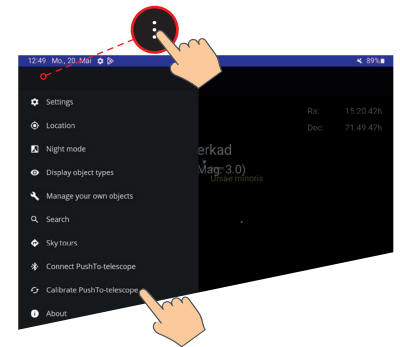 12:49 Mo., 20. Mai 89%
Settings
Location
Ra: 15.20.42h
Night mode
Dec: 71.49.47h
erkad
Display object types
Mag: 3.0)
Ursae minoris
Manage your own objects
Search
Sky tours
Connect PushTo-telescope
Calibrate PushTo-telescope
About